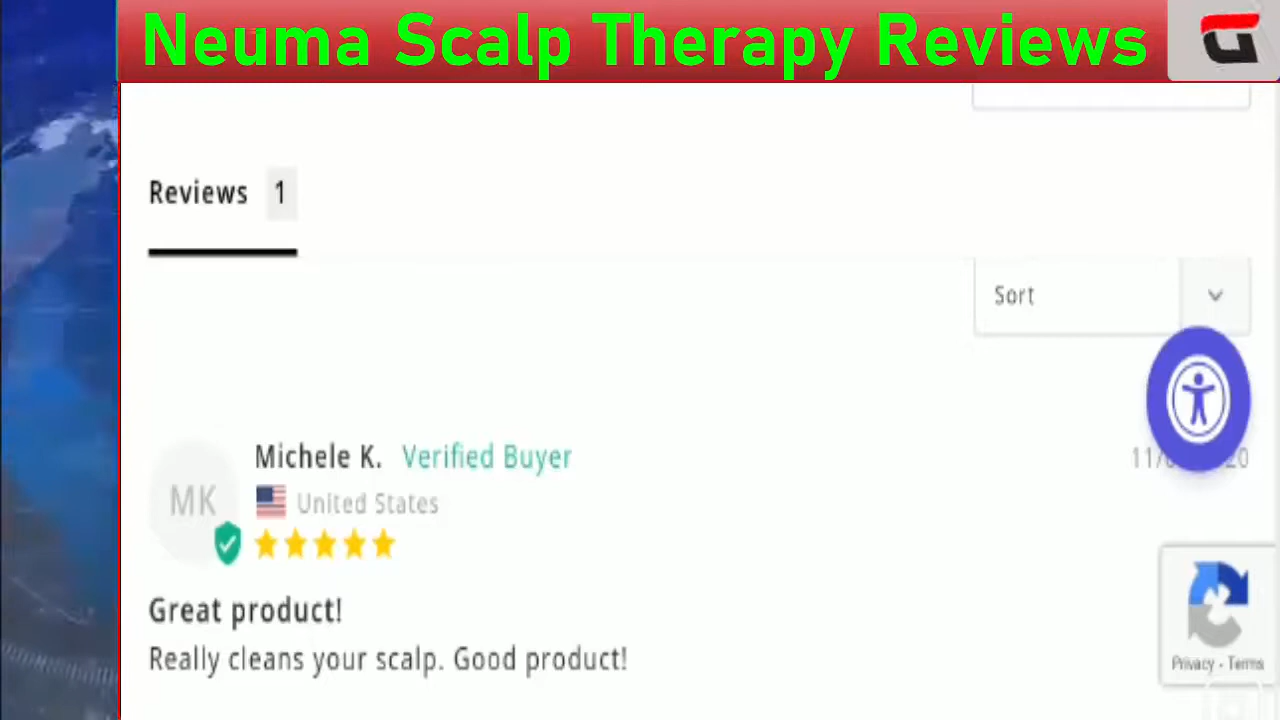 Neuma Scalp Therapy Reviews
Reviews 1
Sort
MK
Michele K. Verified Buyer
United States
Great product!
Really cleans your scalp. Good product!
Privacy - Terms